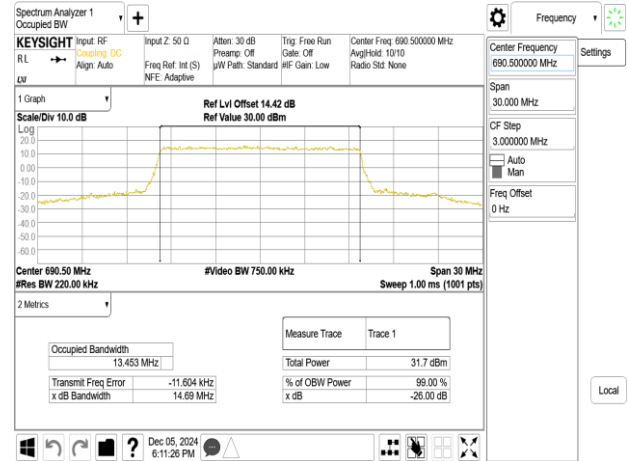 Spectrum Analyzer 1
Occupied BW
Frequency
KEYSIGHT
Input: RF
Coupling: DC
Align: Auto
RL
LXI
Input Z: 50 Ω
Freq Ref: Int (S)
NFE: Adaptive
Atten: 30 dB
Preamp: Off
µW Path: Standard
Trig: Free Run
Gate: Off
#IF Gain: Low
Center Freq: 690.500000 MHz
Avg|Hold: 10/10
Radio Std: None
Center Frequency
690.500000 MHz
Settings
Span
30.000 MHz
CF Step
3.000000 MHz
Auto
Man
Freq Offset
0 Hz
Local
1 Graph
Scale/Div 10.0 dB
Ref Lvl Offset 14.42 dB
Ref Value 30.00 dBm
Log
20.0
10.0
0.00
-10.0
-20.0
-30.0
-40.0
-50.0
-60.0
Center 690.50 MHz
#Video BW 750.00 kHz
Span 30 MHz
#Res BW 220.00 kHz
Sweep 1.00 ms (1001 pts)
2 Metrics
Measure Trace
Trace 1
Occupied Bandwidth
13.453 MHz
Total Power
31.7 dBm
Transmit Freq Error
-11.604 kHz
% of OBW Power
99.00 %
x dB Bandwidth
14.69 MHz
x dB
-26.00 dB
?
Dec 05, 2024
6:11:26 PM